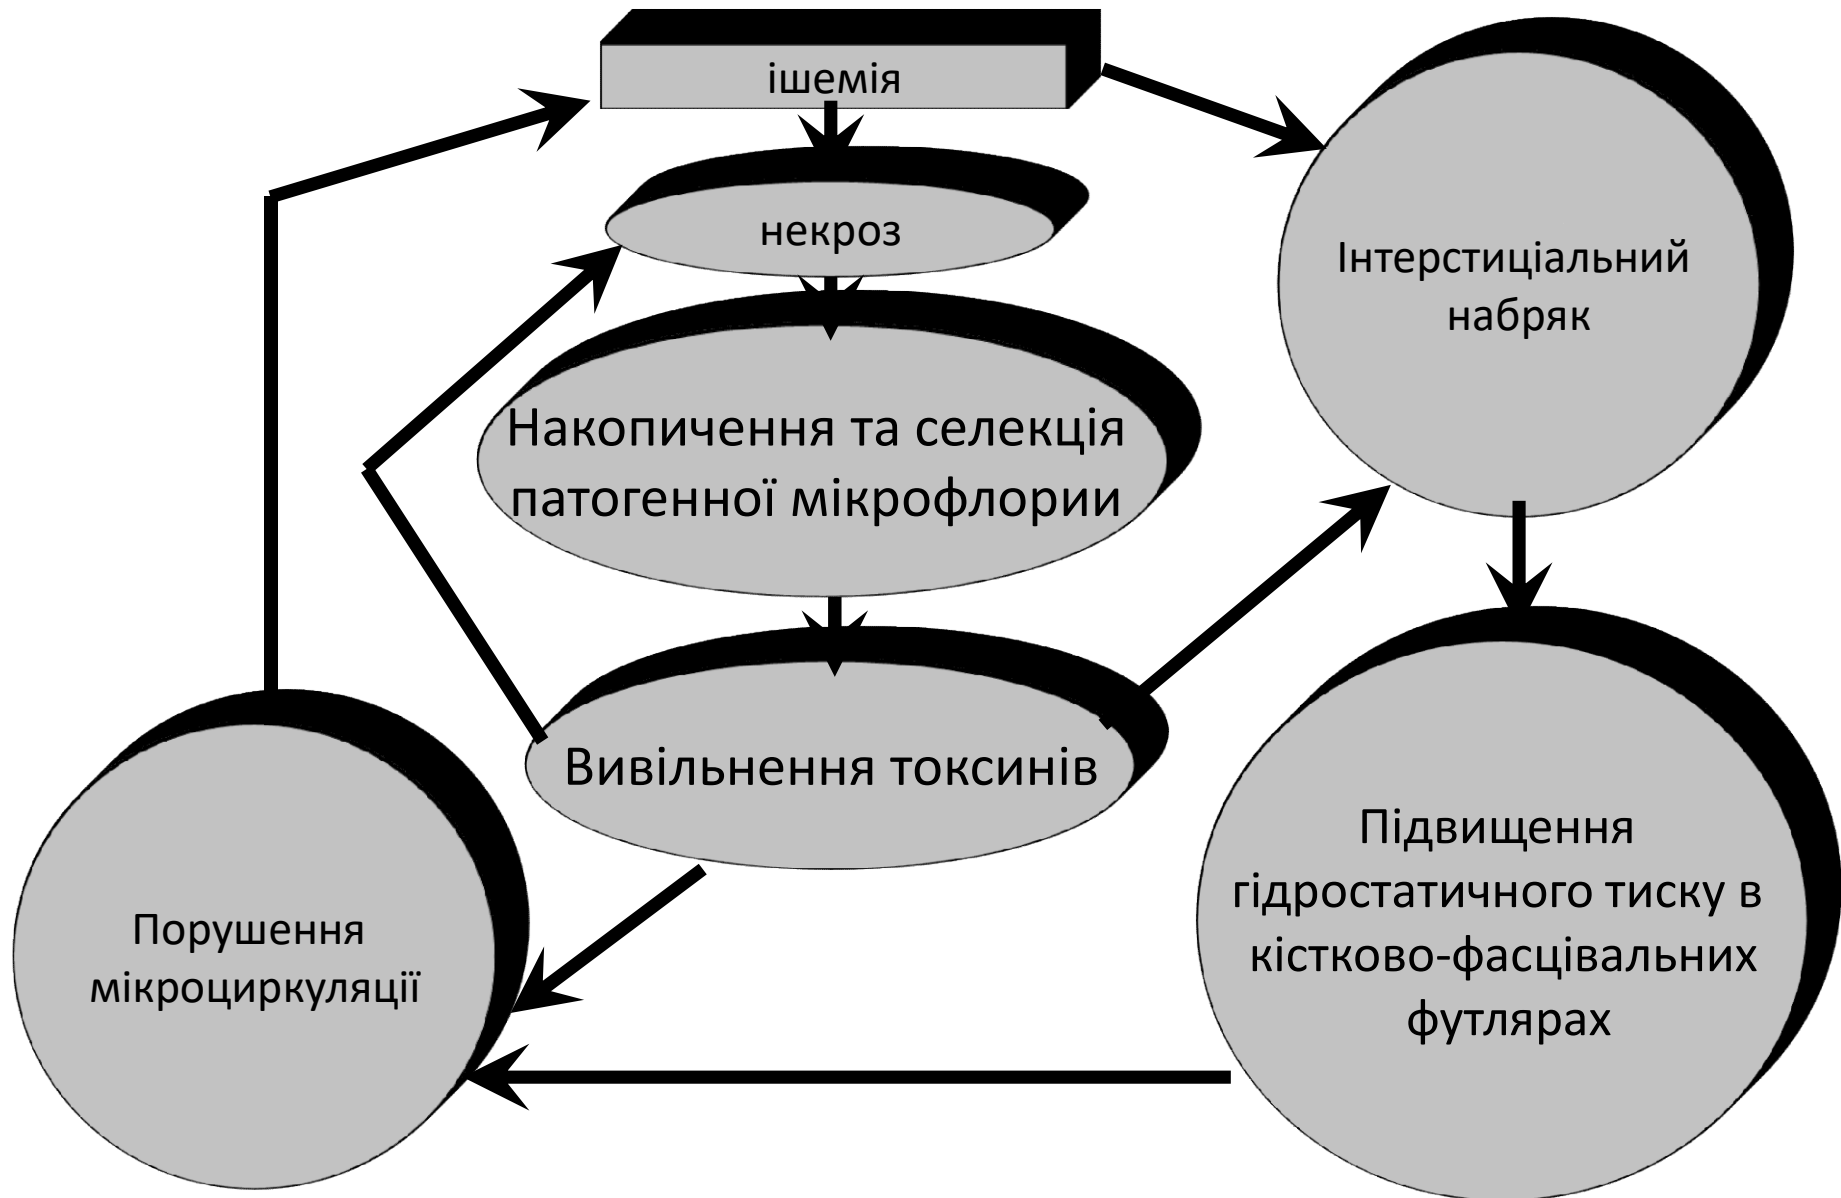 ішемія
некроз
Інтерстиціальний
набряк
Накопичення та селекція
патогенної мікрофлории
Вивільнення токсинів
Порушення
мікроциркуляції
Підвищення
гідростатичного тиску в
кістково-фасцівальних
футлярах